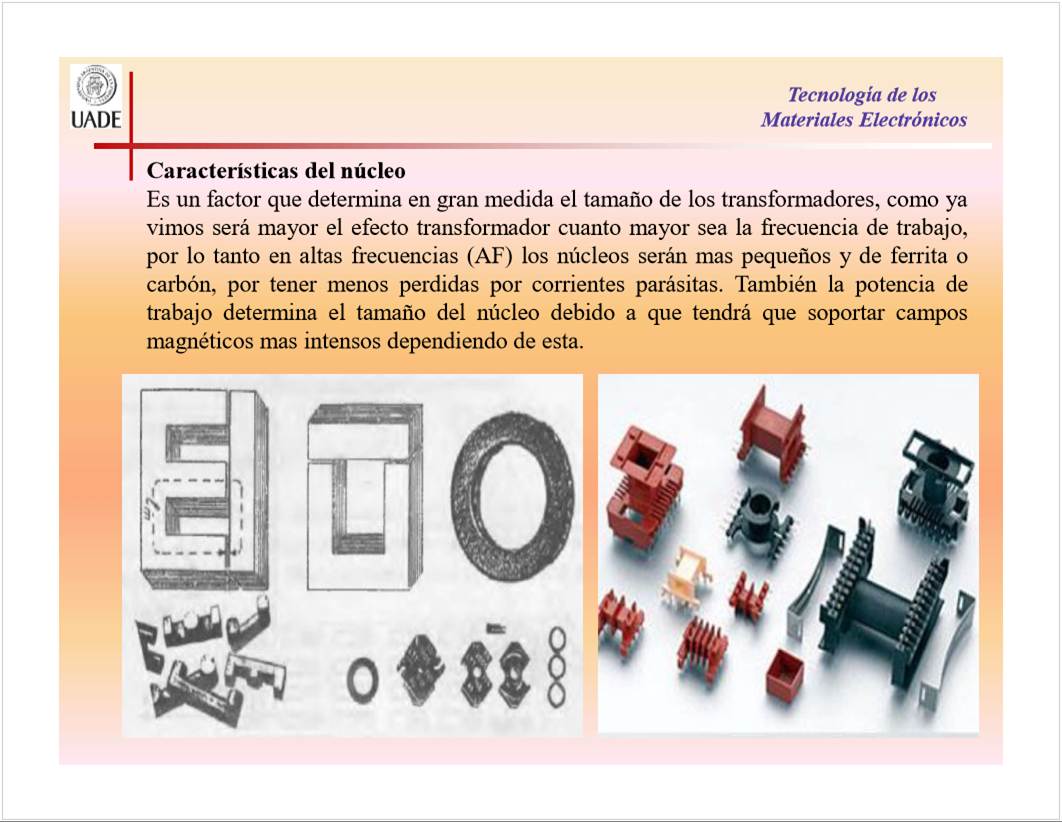 UADE
Tecnología de los
Materiales Electrónicos
Características del núcleo
Es un factor que determina en gran medida el tamaño de los transformadores, como ya
vimos será mayor el efecto transformador cuanto mayor sea la frecuencia de trabajo,
por lo tanto en altas frecuencias (AF) los núcleos serán mas pequeños y de ferrita o
carbón, por tener menos perdidas por corrientes parásitas. También la potencia de
trabajo determina el tamaño del núcleo debido a que tendrá que soportar campos
magnéticos mas intensos dependiendo de esta.